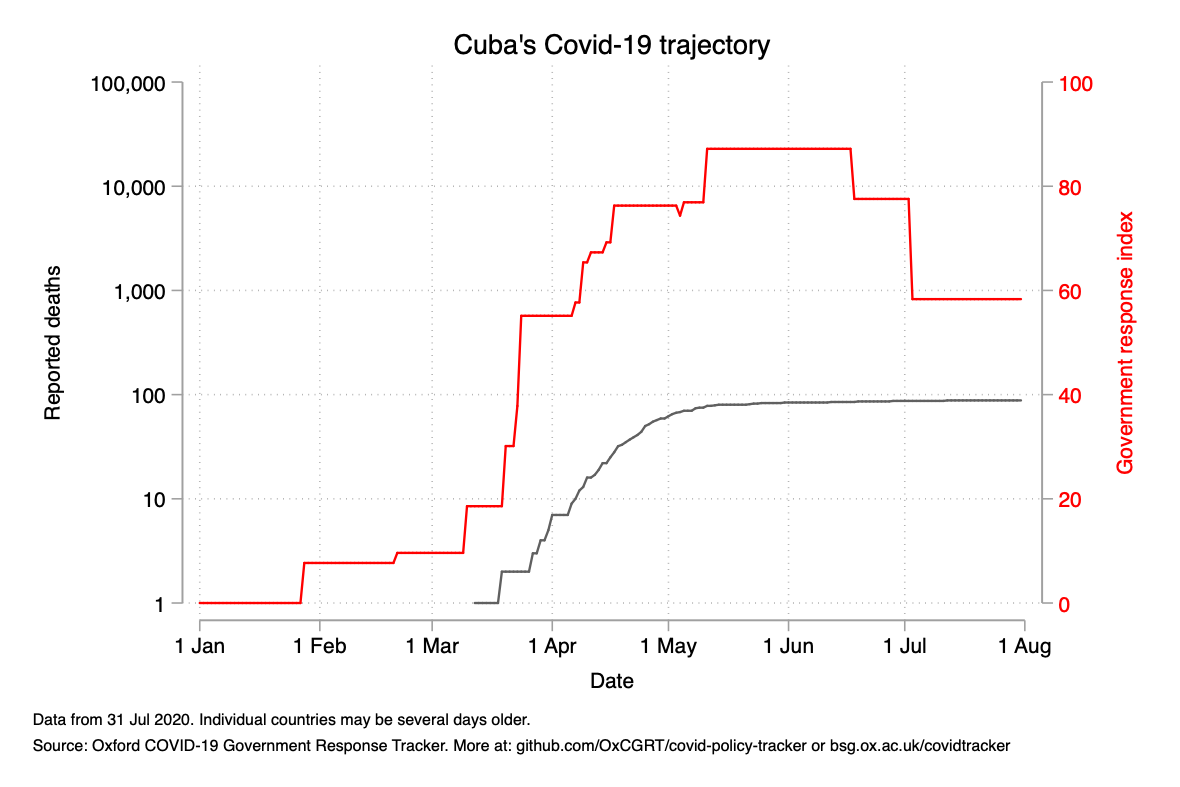 Cuba's Covid-19 trajectory
100,000
10,000
1,000
100
10
1
Reported deaths
100
80
60
40
20
0
Government response index
1 Jan 1 Feb 1 Mar 1 Apr 1 May 1 Jun 1 Jul 1 Aug
Date
Data from 31 Jul 2020. Individual countries may be several days older.
Source: Oxford COVID-19 Government Response Tracker. More at: github.com/OxCGRT/covid-policy-tracker or bsg.ox.ac.uk/covidtracker